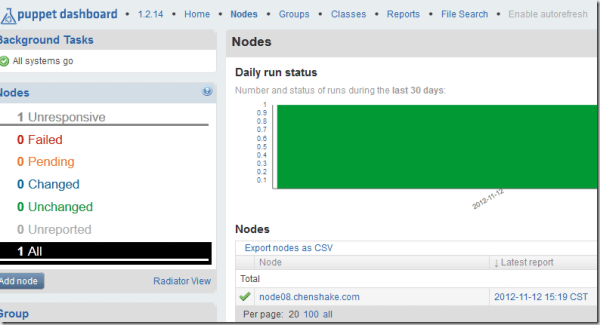 puppet dashboard • 1.2.14 • Home • Nodes • Groups • Classes • Reports • File Search • Enable autorefresh
Background Tasks
All systems go
Nodes
1 Unresponsive
0 Failed
0 Pending
0 Changed
0 Unchanged
0 Unreported
1 All
Add node
Radiator View
Group
Nodes
Daily run status
Number and status of runs during the last 30 days:
1
0.9
0.8
0.7
0.6
0.5
0.4
0.3
0.2
0.1
2012-11-12
Nodes
Export nodes as CSV
Node ↓ Latest report
Total
node08.chenshake.com 2012-11-12 15:19 CST
Per page: 20 100 all